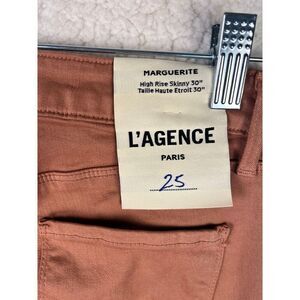 MARGUERITE
High Rise Skinny 30"
Taille Haute Etroit 30"
L'AGENCE
PARIS
25